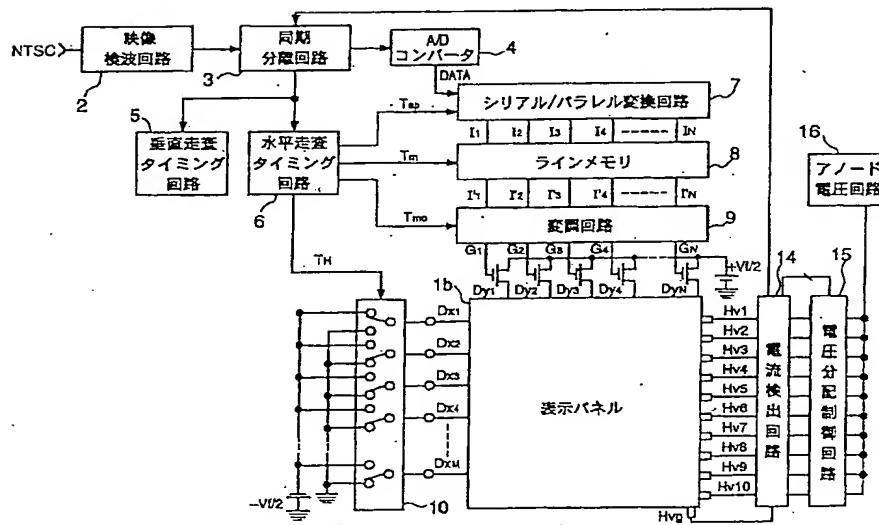 NTSC
映像
検波回路
2
同期
分離回路
3
A/D
コンバータ
4
DATA
5
垂直走査
タイミング
回路
水平走査
タイミング
回路
6
Tsp
Tm
Tmo
TH
シリアル/パラレル変換回路
7
I1 I2 I3 I4 IN
ラインメモリ
8
I'1 I'2 I'3 I'4 I'N
変調回路
9
G1 G2 G3 G4 GN
+Vf/2
Dy1 Dy2 Dy3 Dy4 DyN
16
アノード
電圧回路
14
電流検出回路
15
電圧分配制御回路
1b
表示パネル
Dx1
Dx2
Dx3
Dx4
DxM
10
-Vf/2
Hv1
Hv2
Hv3
Hv4
Hv5
Hv6
Hv7
Hv8
Hv9
Hv10
Hvg